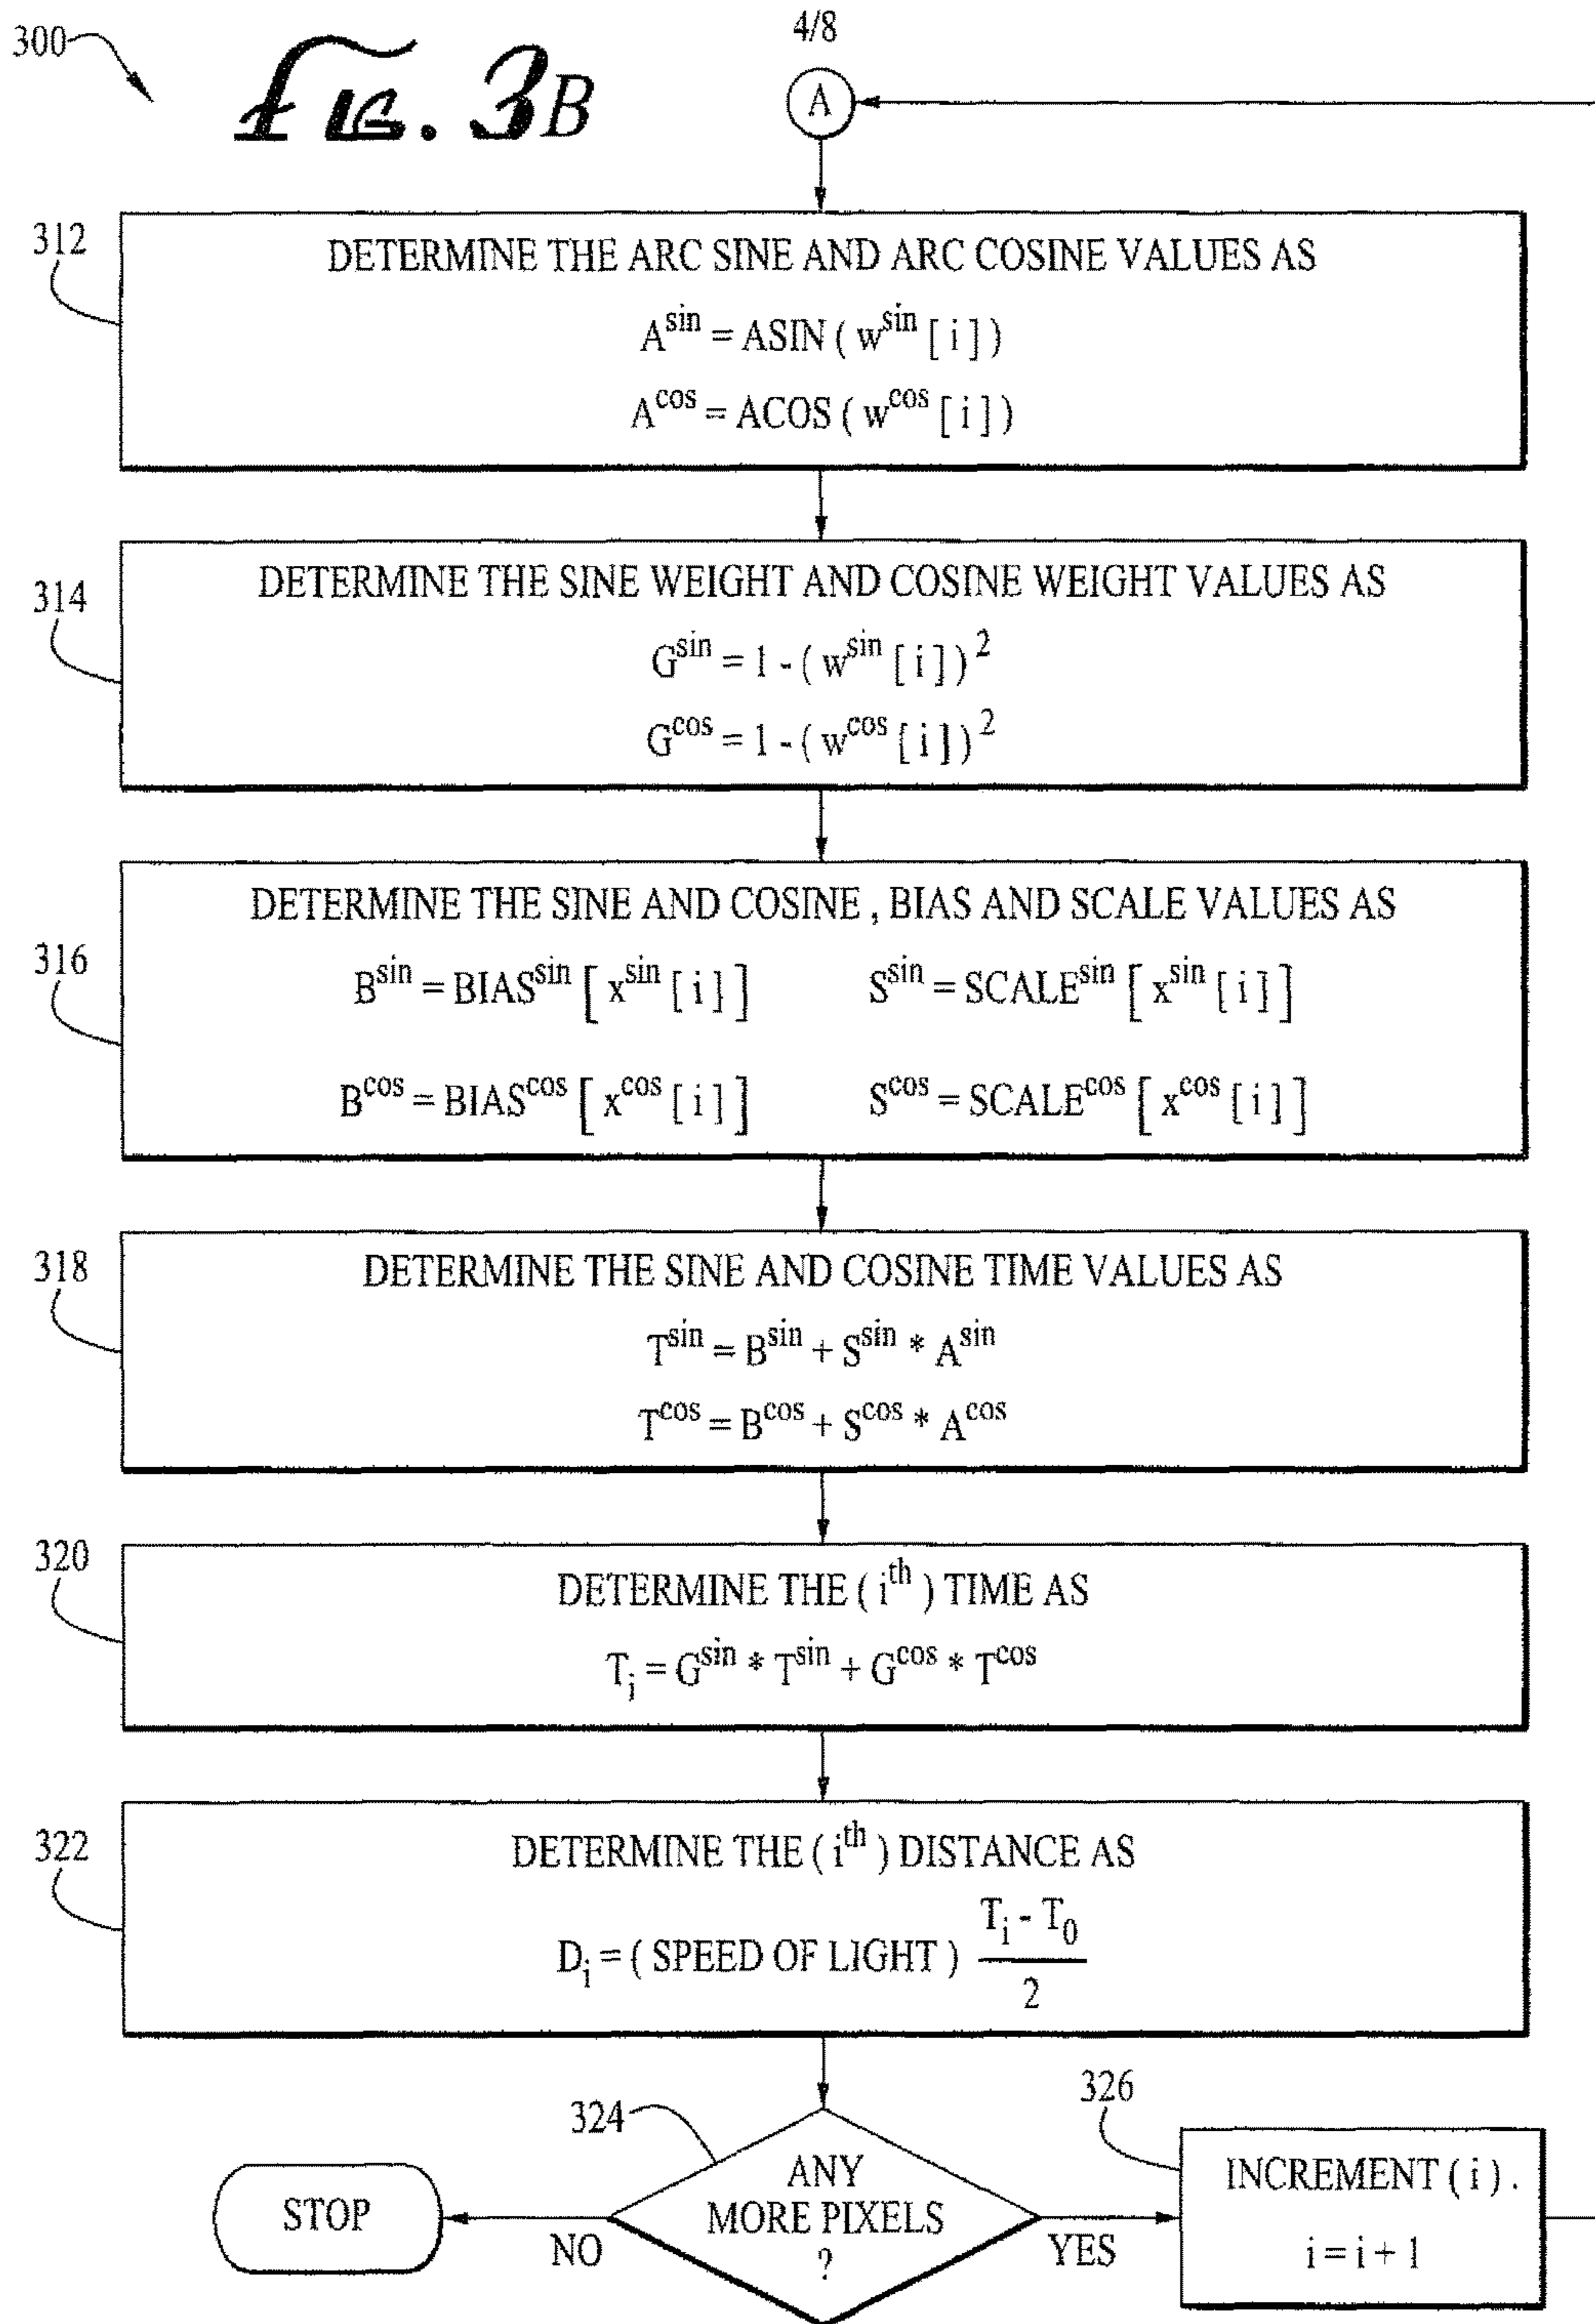 300
4/8
FIG. 3B
A
312
DETERMINE THE ARC SINE AND ARC COSINE VALUES AS
A^sin = ASIN ( w^sin [ i ] )
A^cos = ACOS ( w^cos [ i ] )
314
DETERMINE THE SINE WEIGHT AND COSINE WEIGHT VALUES AS
G^sin = 1 - ( w^sin [ i ] )^2
G^cos = 1 - ( w^cos [ i ] )^2
316
DETERMINE THE SINE AND COSINE , BIAS AND SCALE VALUES AS
B^sin = BIAS^sin [ x^sin [ i ] ] S^sin = SCALE^sin [ x^sin [ i ] ]
B^cos = BIAS^cos [ x^cos [ i ] ] S^cos = SCALE^cos [ x^cos [ i ] ]
318
DETERMINE THE SINE AND COSINE TIME VALUES AS
T^sin = B^sin + S^sin * A^sin
T^cos = B^cos + S^cos * A^cos
320
DETERMINE THE ( i^th ) TIME AS
T_i = G^sin * T^sin + G^cos * T^cos
322
DETERMINE THE ( i^th ) DISTANCE AS
D_i = ( SPEED OF LIGHT ) (T_i - T_0) / 2
324
326
ANY
MORE PIXELS
?
STOP
NO
YES
INCREMENT ( i ) .
i = i + 1